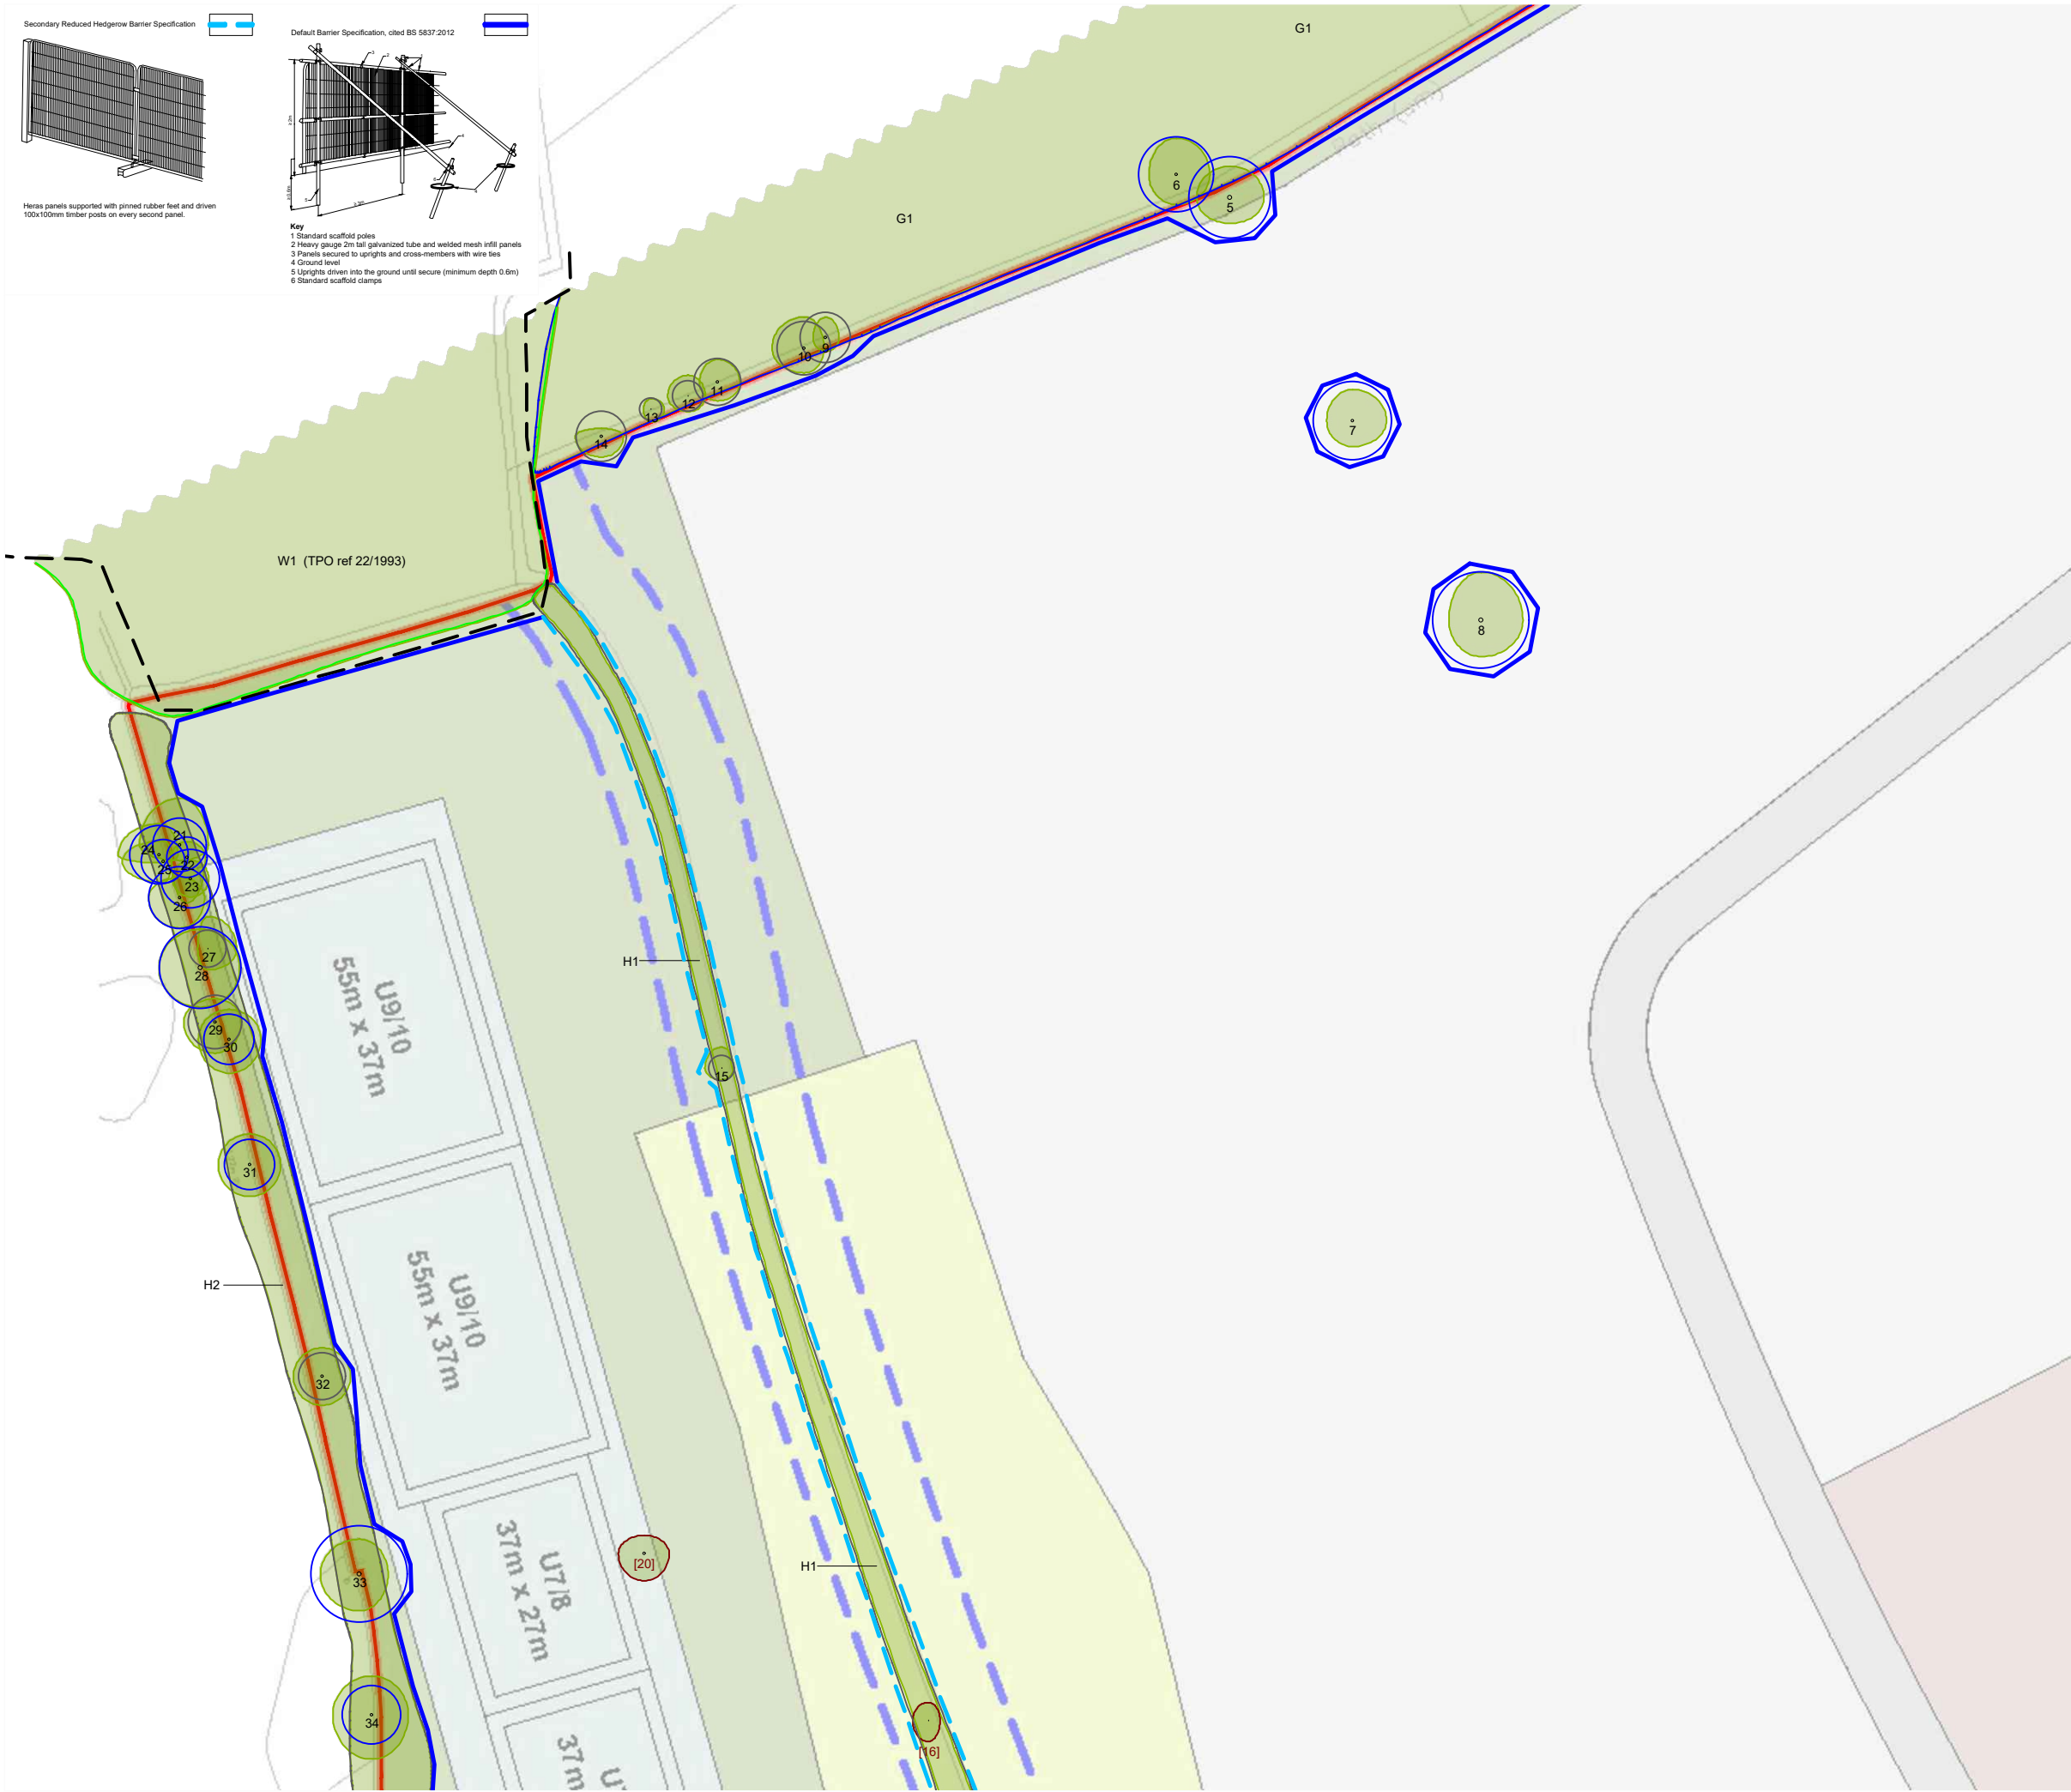 Secondary Reduced Hedgerow Barrier Specification
Heras panels supported with pinned rubber feet and driven
100x100mm timber posts on every second panel.
Default Barrier Specification, cited BS 5837:2012
Key
1 Standard scaffold poles
2 Heavy gauge 2m tall galvanized tube and welded mesh infill panels
3 Panels secured to uprights and cross-members with wire ties
4 Ground level
5 Uprights driven into the ground until secure (minimum depth 0.6m)
6 Standard scaffold clamps
G1
G1
6
5
9
10
11
12
13
14
7
8
W1 (TPO ref 22/1993)
21
24
22
25
23
26
27
28
29
30
31
H1
15
H2
32
33
34
U9/10
55m x 37m
U9/10
55m x 37m
U7/8
37m x 27m
37m
[20]
H1
[16]